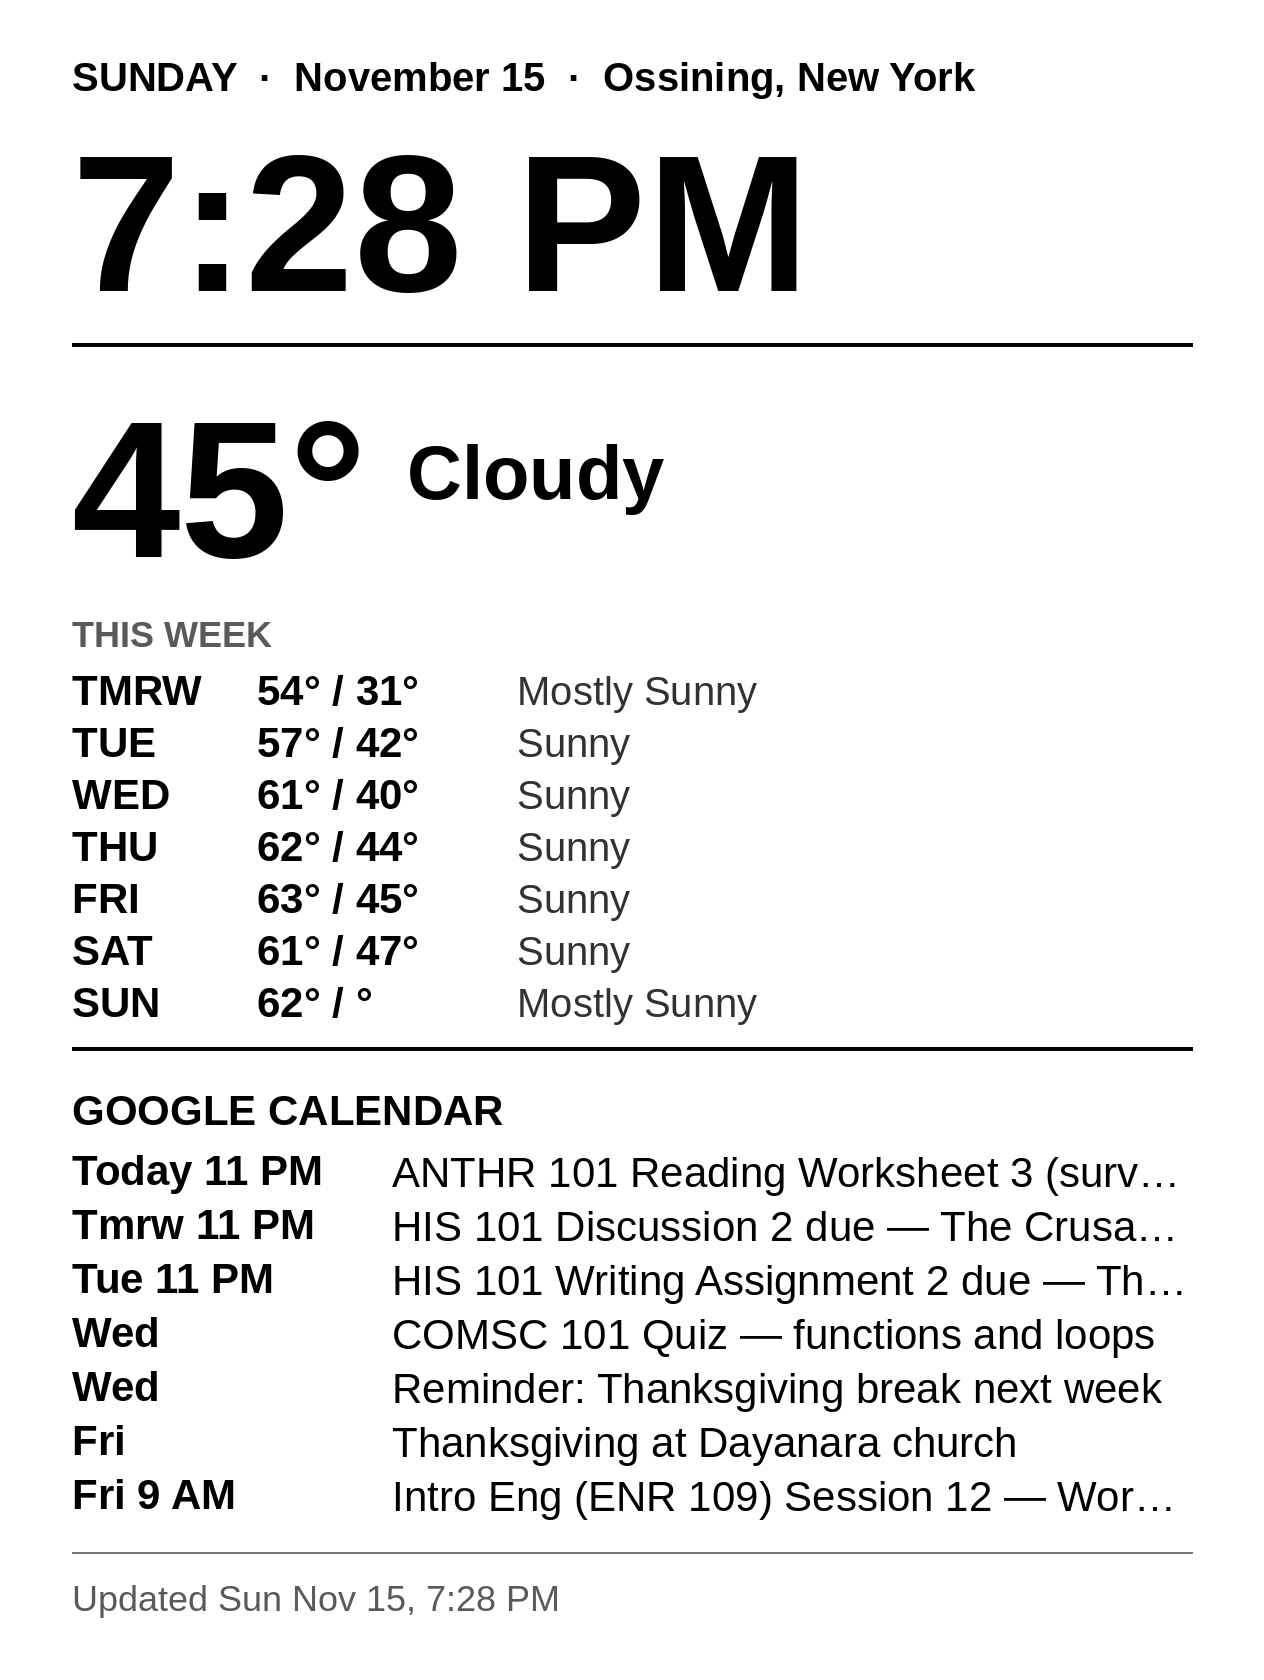 SUNDAY · November 15 · Ossining, New York
7:28 PM
45° Cloudy
THIS WEEK
TMRW 54° / 31° Mostly Sunny
TUE 57° / 42° Sunny
WED 61° / 40° Sunny
THU 62° / 44° Sunny
FRI 63° / 45° Sunny
SAT 61° / 47° Sunny
SUN 62° / ° Mostly Sunny
GOOGLE CALENDAR
Today 11 PM ANTHR 101 Reading Worksheet 3 (surv…
Tmrw 11 PM HIS 101 Discussion 2 due — The Crusa…
Tue 11 PM HIS 101 Writing Assignment 2 due — Th…
Wed COMSC 101 Quiz — functions and loops
Wed Reminder: Thanksgiving break next week
Fri Thanksgiving at Dayanara church
Fri 9 AM Intro Eng (ENR 109) Session 12 — Wor…
Updated Sun Nov 15, 7:28 PM